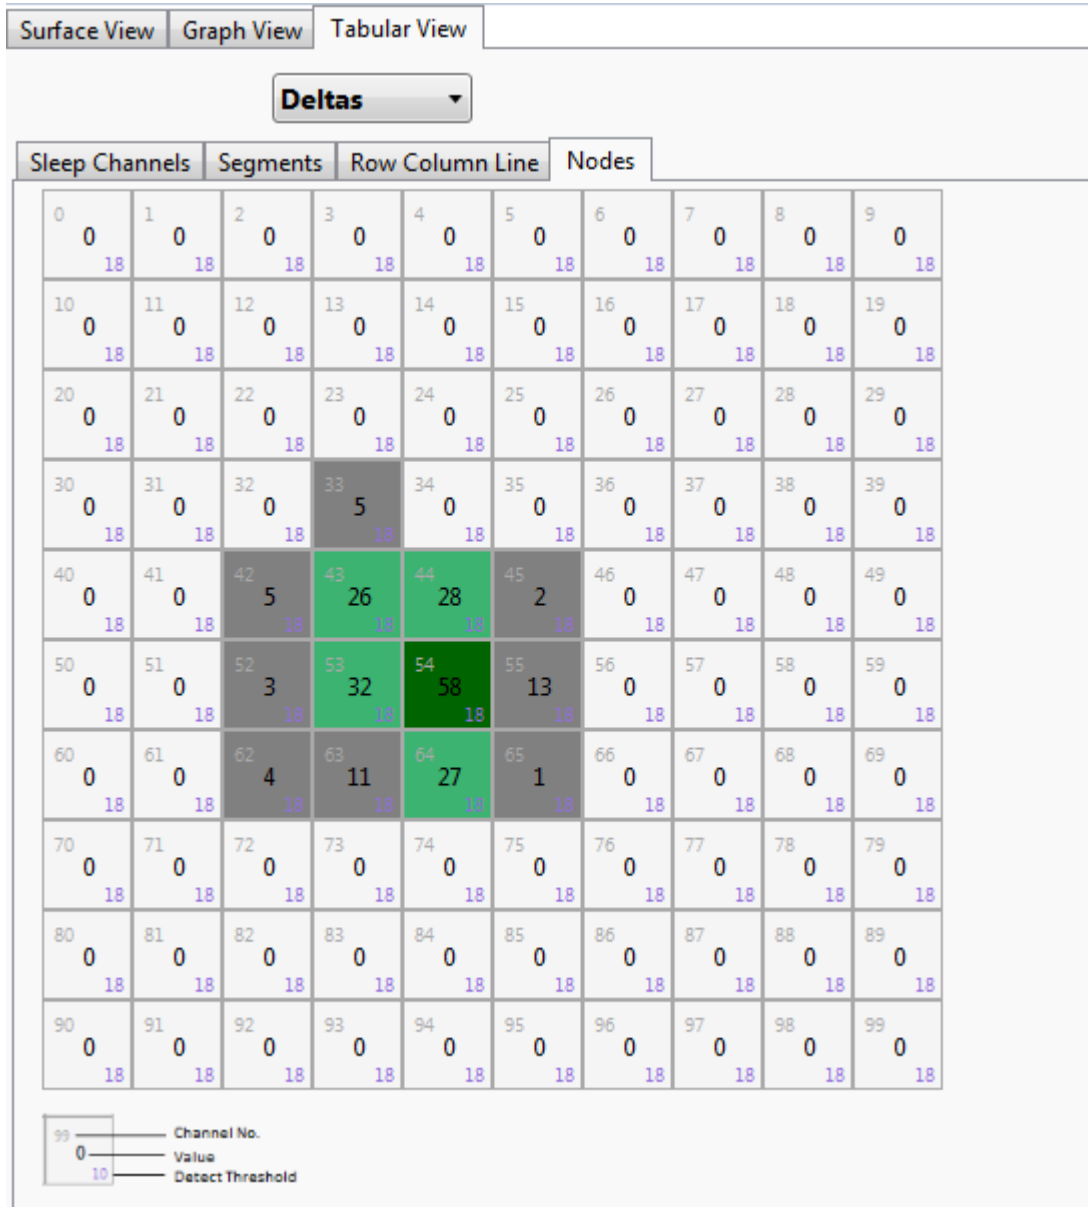 Surface View Graph View Tabular View
Deltas
Sleep Channels Segments Row Column Line Nodes
0 1 2 3 4 5 6 7 8 9
0 0 0 0 0 0 0 0 0 0
18 18 18 18 18 18 18 18 18 18
10 11 12 13 14 15 16 17 18 19
0 0 0 0 0 0 0 0 0 0
18 18 18 18 18 18 18 18 18 18
20 21 22 23 24 25 26 27 28 29
0 0 0 0 0 0 0 0 0 0
18 18 18 18 18 18 18 18 18 18
30 31 32 33 34 35 36 37 38 39
0 0 0 5 0 0 0 0 0 0
18 18 18 18 18 18 18 18 18 18
40 41 42 43 44 45 46 47 48 49
0 0 5 26 28 2 0 0 0 0
18 18 18 18 18 18 18 18 18 18
50 51 52 53 54 55 56 57 58 59
0 0 3 32 58 13 0 0 0 0
18 18 18 18 18 18 18 18 18 18
60 61 62 63 64 65 66 67 68 69
0 0 4 11 27 1 0 0 0 0
18 18 18 18 18 18 18 18 18 18
70 71 72 73 74 75 76 77 78 79
0 0 0 0 0 0 0 0 0 0
18 18 18 18 18 18 18 18 18 18
80 81 82 83 84 85 86 87 88 89
0 0 0 0 0 0 0 0 0 0
18 18 18 18 18 18 18 18 18 18
90 91 92 93 94 95 96 97 98 99
0 0 0 0 0 0 0 0 0 0
18 18 18 18 18 18 18 18 18 18
99 Channel No.
0 Value
10 Detect Threshold